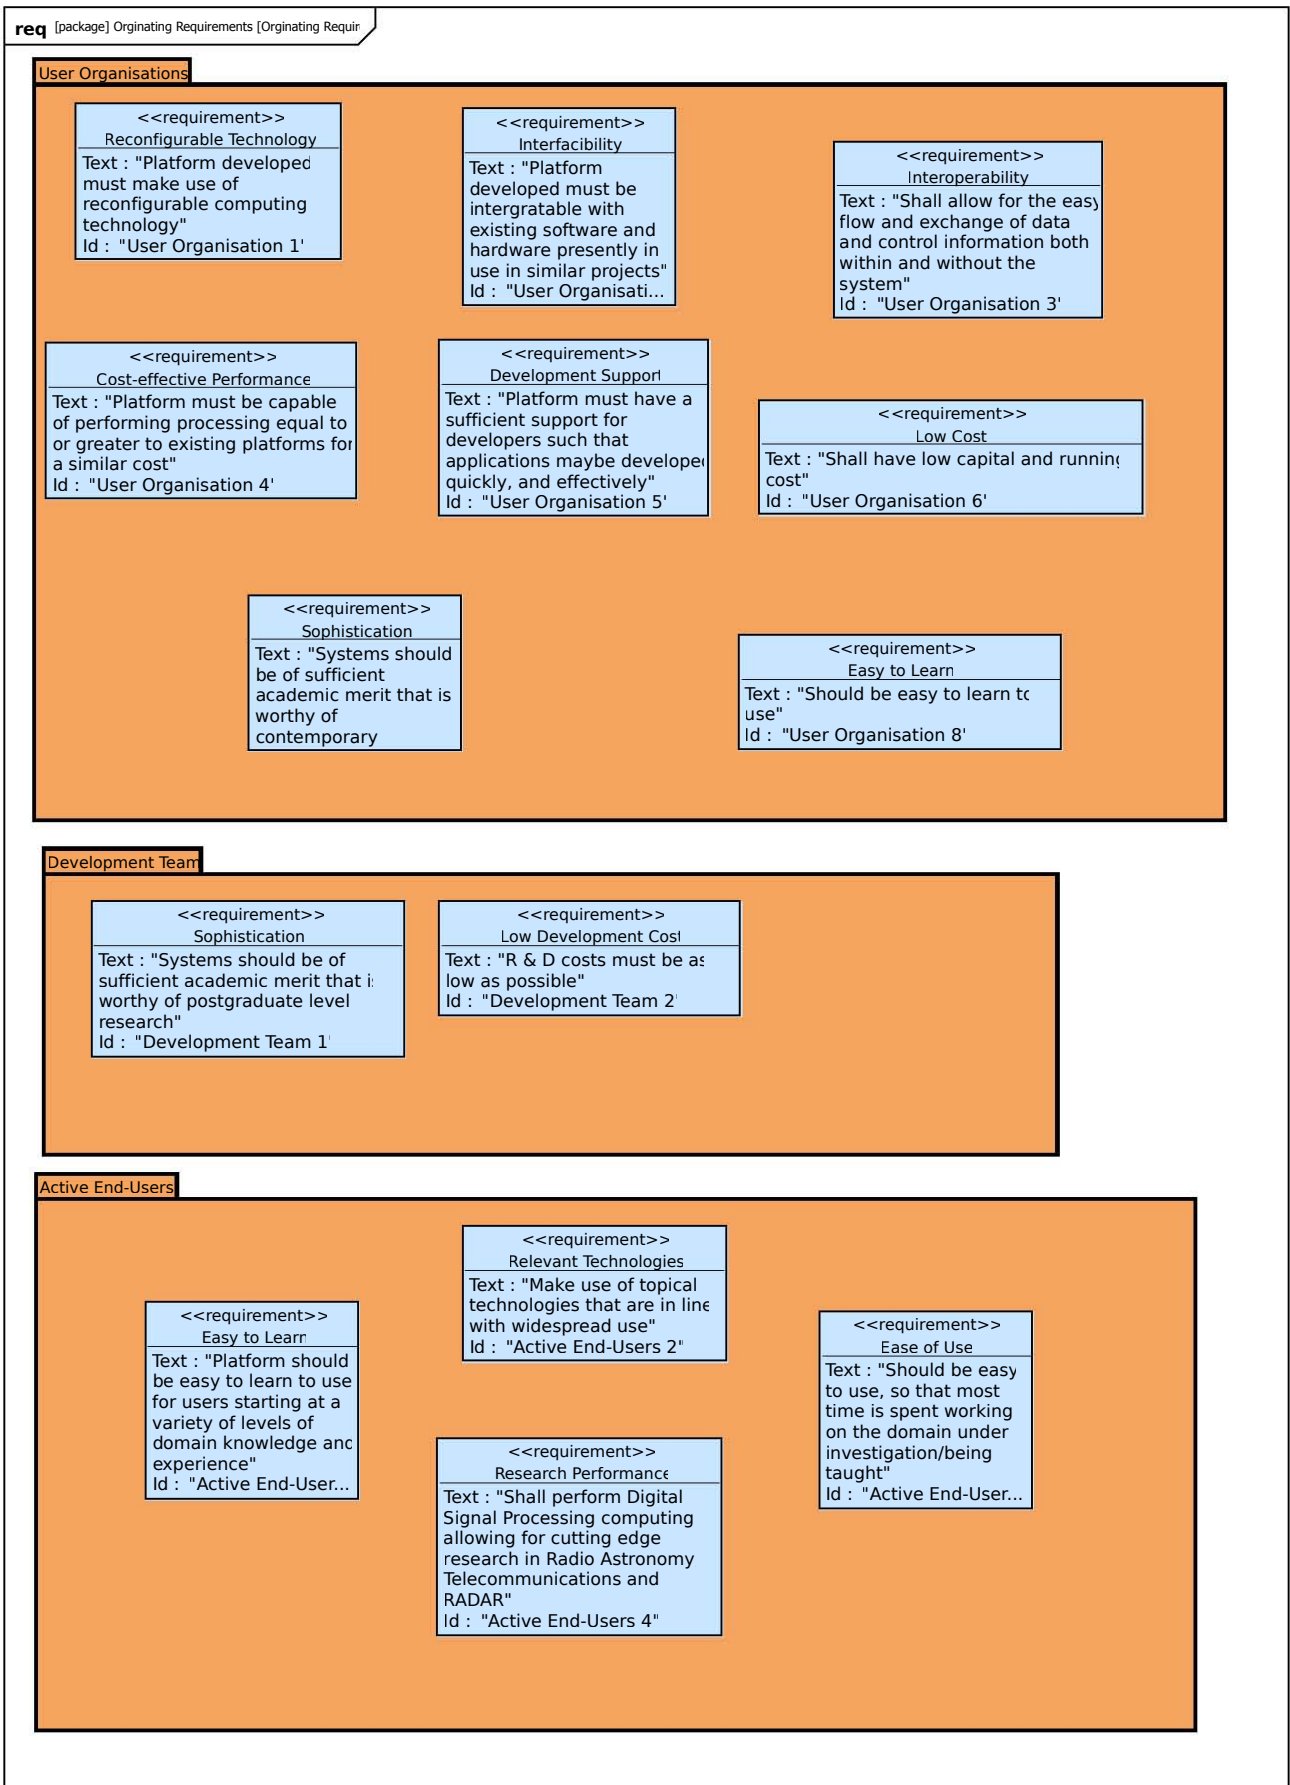 req [package] Orginating Requirements [Orginating Requir
User Organisations
<<requirement>>
Reconfigurable Technology
Text : "Platform developed
must make use of
reconfigurable computing
technology"
Id : "User Organisation 1"
<<requirement>>
Interfacibility
Text : "Platform
developed must be
intergratable with
existing software and
hardware presently in
use in similar projects"
Id : "User Organisati...
<<requirement>>
Interoperability
Text : "Shall allow for the easy
flow and exchange of data
and control information both
within and without the
system"
Id : "User Organisation 3"
<<requirement>>
Cost-effective Performance
Text : "Platform must be capable
of performing processing equal to
or greater to existing platforms for
a similar cost"
Id : "User Organisation 4"
<<requirement>>
Development Support
Text : "Platform must have a
sufficient support for
developers such that
applications maybe developed
quickly, and effectively"
Id : "User Organisation 5"
<<requirement>>
Low Cost
Text : "Shall have low capital and running
cost"
Id : "User Organisation 6"
<<requirement>>
Sophistication
Text : "Systems should
be of sufficient
academic merit that is
worthy of
contemporary
<<requirement>>
Easy to Learn
Text : "Should be easy to learn to
use"
Id : "User Organisation 8"
Development Team
<<requirement>>
Sophistication
Text : "Systems should be of
sufficient academic merit that is
worthy of postgraduate level
research"
Id : "Development Team 1"
<<requirement>>
Low Development Cost
Text : "R & D costs must be as
low as possible"
Id : "Development Team 2"
Active End-Users
<<requirement>>
Relevant Technologies
Text : "Make use of topical
technologies that are in line
with widespread use"
Id : "Active End-Users 2"
<<requirement>>
Easy to Learn
Text : "Platform should
be easy to learn to use
for users starting at a
variety of levels of
domain knowledge and
experience"
Id : "Active End-User...
<<requirement>>
Ease of Use
Text : "Should be easy
to use, so that most
time is spent working
on the domain under
investigation/being
taught"
Id : "Active End-User...
<<requirement>>
Research Performance
Text : "Shall perform Digital
Signal Processing computing
allowing for cutting edge
research in Radio Astronomy
Telecommunications and
RADAR"
Id : "Active End-Users 4"